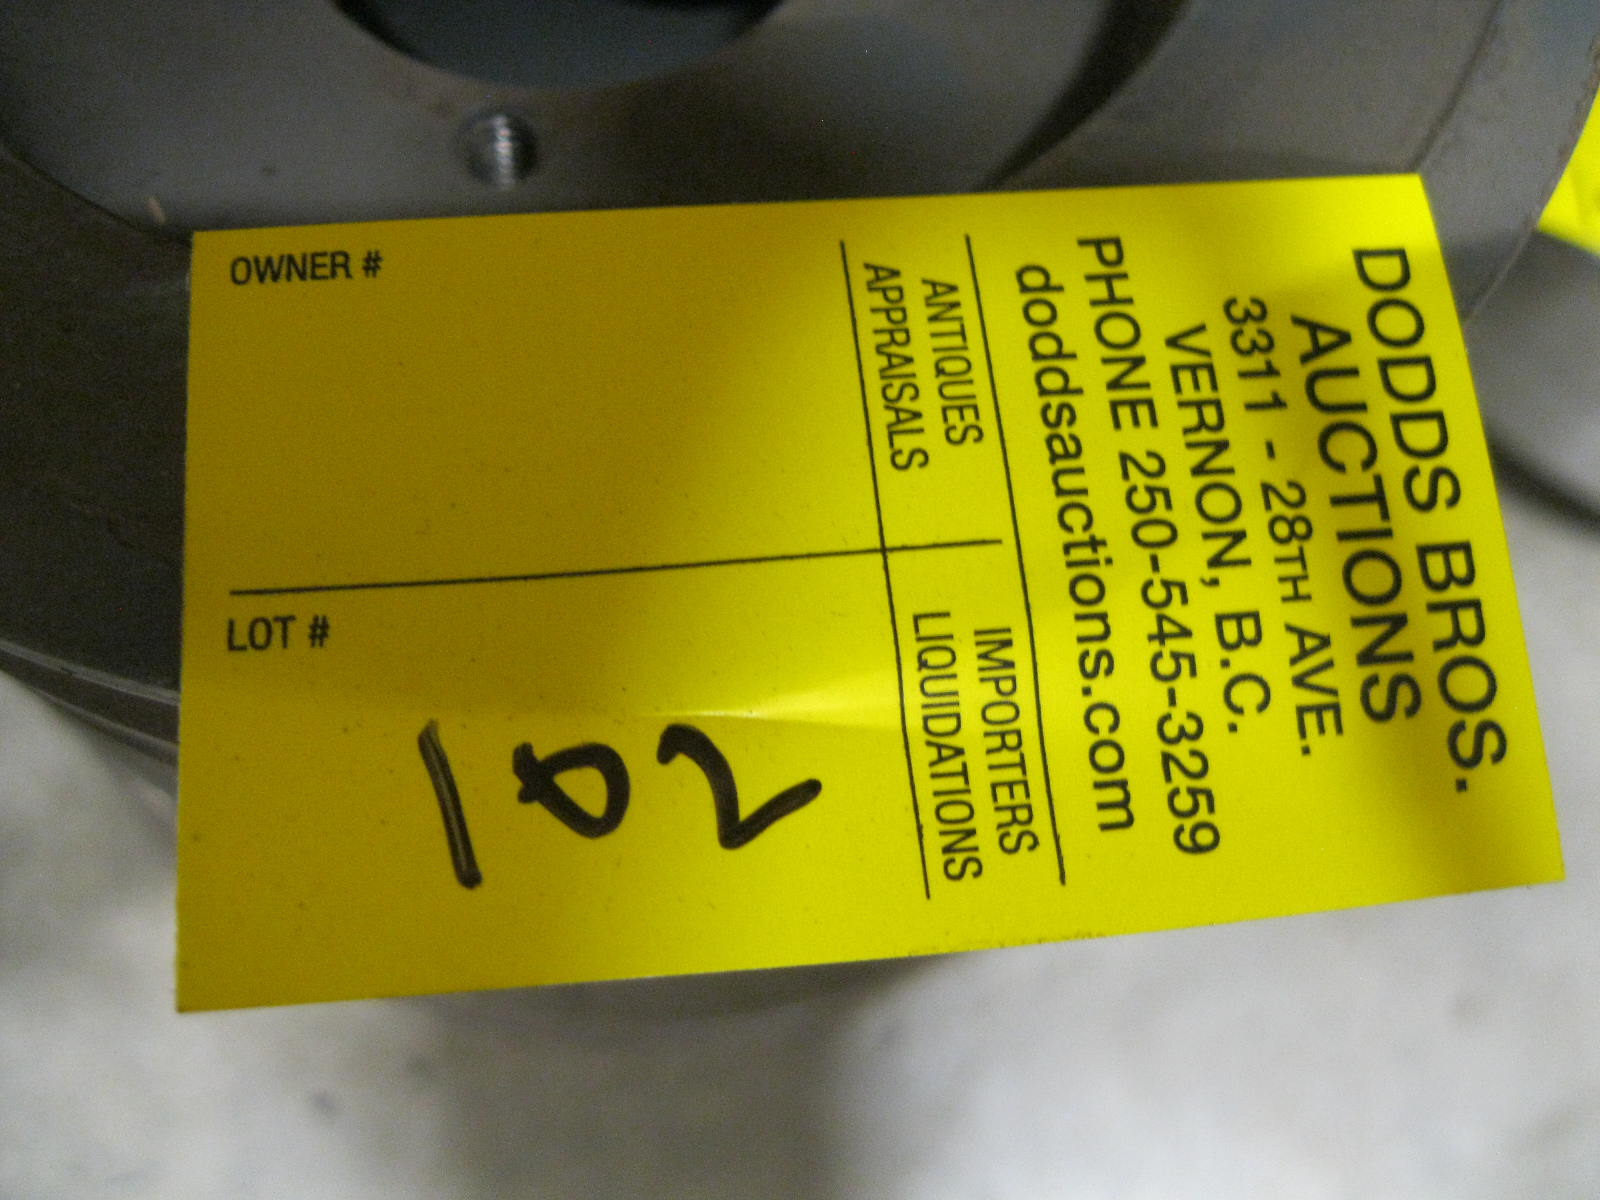 DODDS BROS.
AUCTIONS
3311 - 28TH AVE.
VERNON, B.C.
PHONE 250-545-3259
doddsauctions.com
ANTIQUES IMPORTERS
APPRAISALS LIQUIDATIONS
OWNER #
LOT #
102